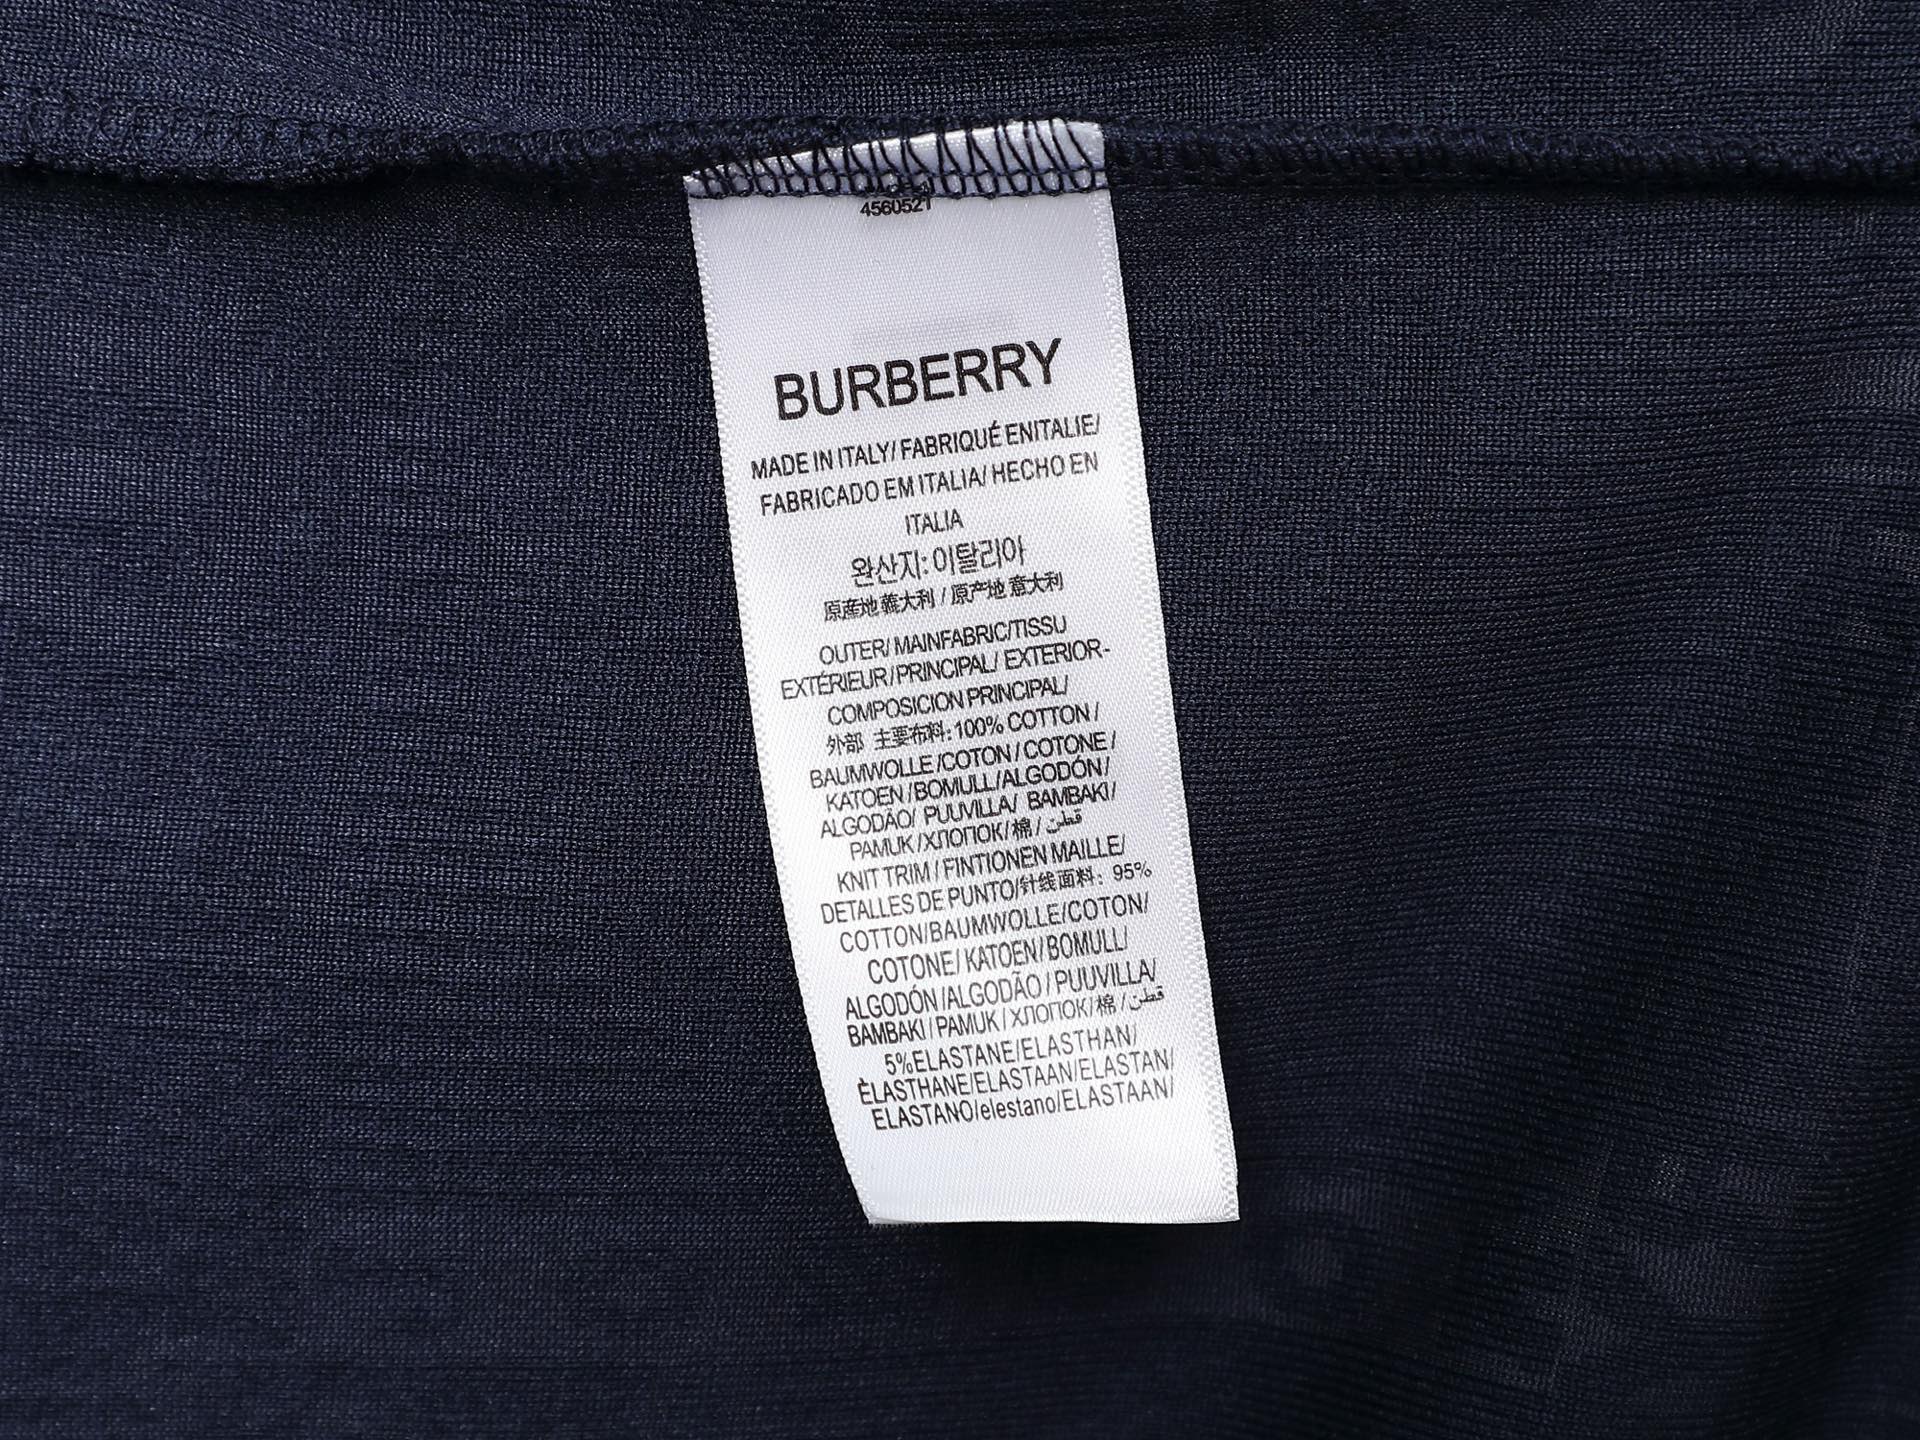 4560521
BURBERRY
MADE IN ITALY/ FABRIQUÉ ENITALIE/
FABRICADO EM ITALIA/ HECHO EN
ITALIA
완산지: 이탈리아
原産地 義大利 / 原产地 意大利
OUTER/ MAINFABRIC/TISSU
EXTÉRIEUR/PRINCIPAL/ EXTERIOR-
COMPOSICION PRINCIPAL/
外部 主要布料: 100% COTTON /
BAUMWOLLE /COTON / COTONE /
KATOEN /BOMULL/ALGODÓN/
ALGODÃO/ PUUVILLA/ BAMBAKI /
PAMUK /ХЛОПОК/棉 / قطن
KNIT TRIM / FINTIONEN MAILLE/
DETALLES DE PUNTO/针线面料: 95%
COTTON/BAUMWOLLE/COTON/
COTONE/ KATOEN/ BOMULL/
ALGODÓN /ALGODÃO / PUUVILLA/
BAMBAKI / PAMUK / ХЛОПОК/棉 / قطن
5%ELASTANE/ELASTHAN/
ÈLASTHANE/ELASTAAN/ELASTAN/
ELASTANO/elestano/ELASTAAN/